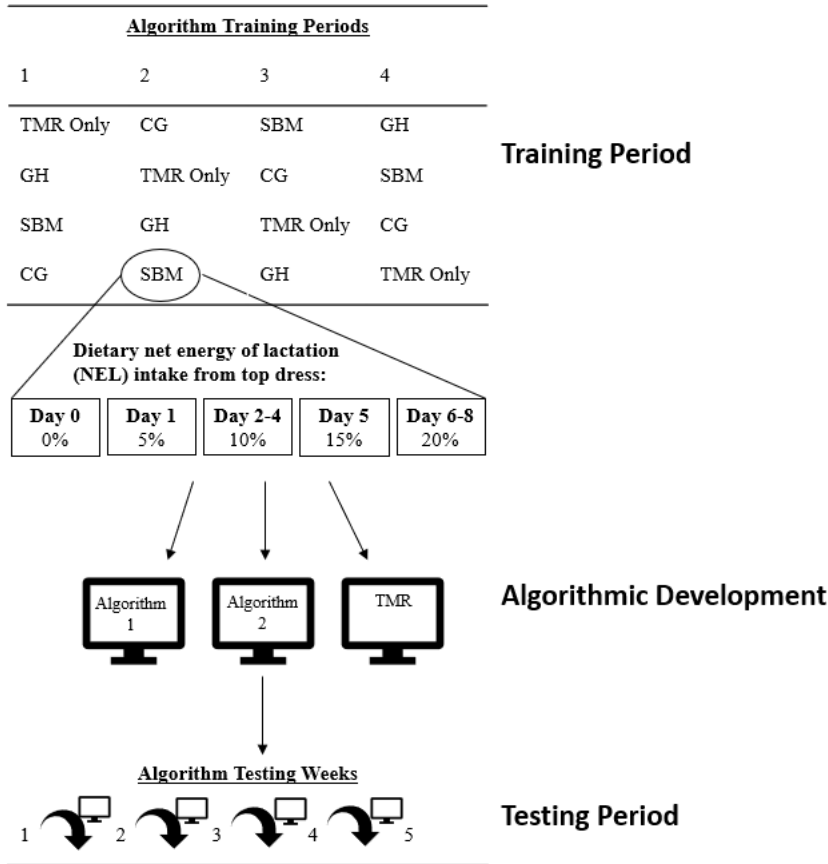 Algorithm Training Periods
1 2 3 4
TMR Only CG SBM GH
Training Period
GH TMR Only CG SBM
SBM GH TMR Only CG
CG SBM GH TMR Only
Dietary net energy of lactation
(NEL) intake from top dress:
Day 0 Day 1 Day 2-4 Day 5 Day 6-8
0% 5% 10% 15% 20%
Algorithm
1
Algorithm
2
TMR
Algorithmic Development
Algorithm Testing Weeks
1 2 3 4 5
Testing Period